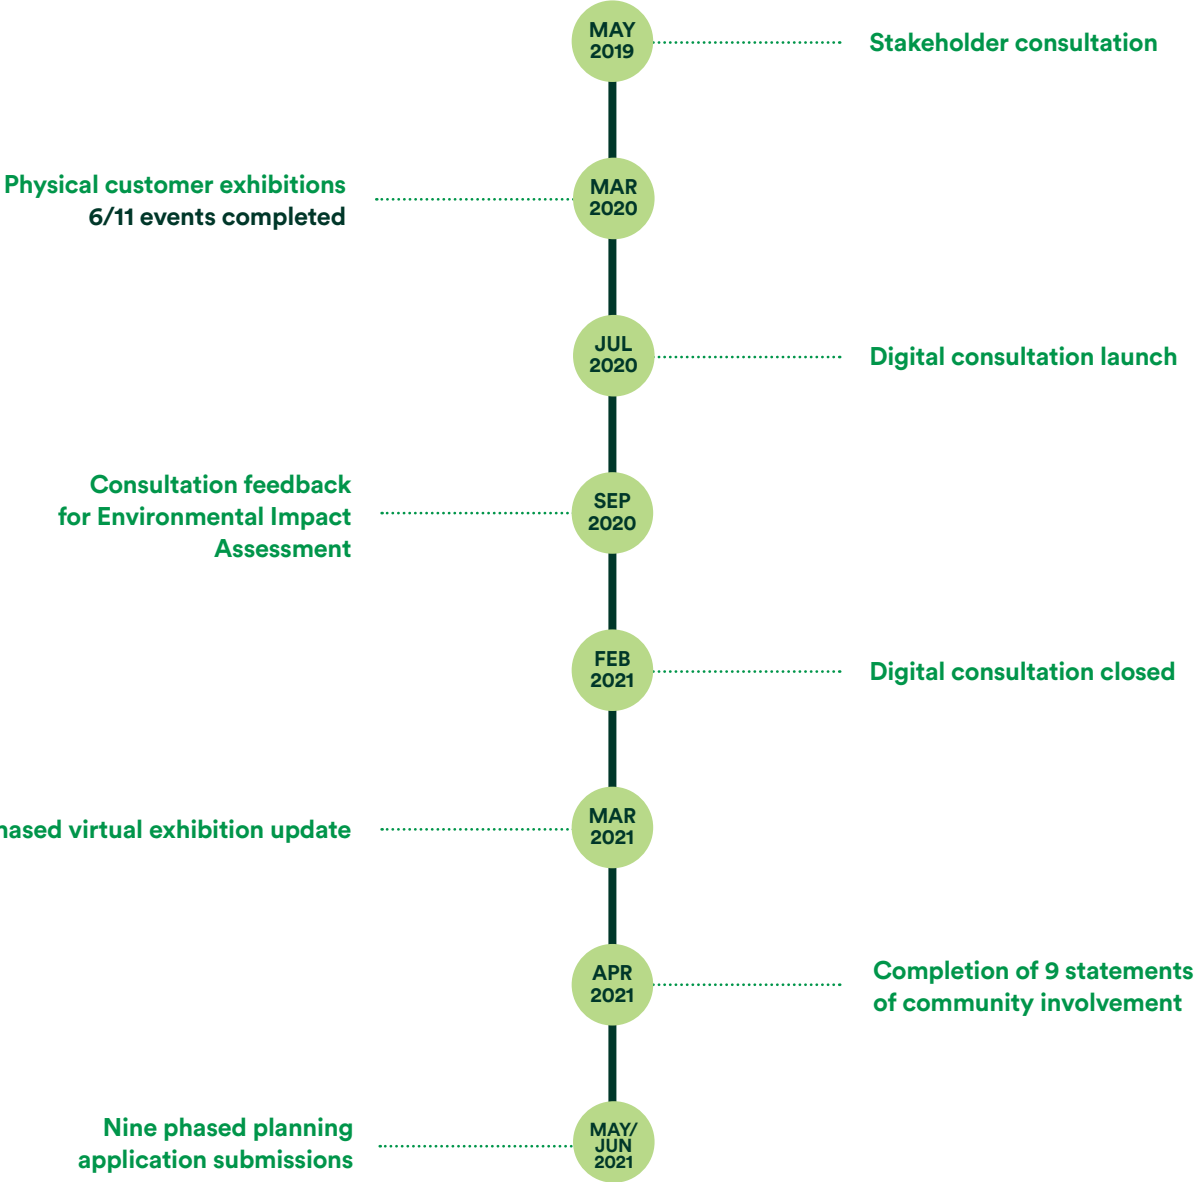 MAY
2019
Stakeholder consultation
Physical customer exhibitions
6/11 events completed
MAR
2020
JUL
2020
Digital consultation launch
Consultation feedback
for Environmental Impact
Assessment
SEP
2020
FEB
2021
Digital consultation closed
virtual exhibition update
MAR
2021
APR
2021
Completion of 9 statements
of community involvement
Nine phased planning
application submissions
MAY/
JUN
2021